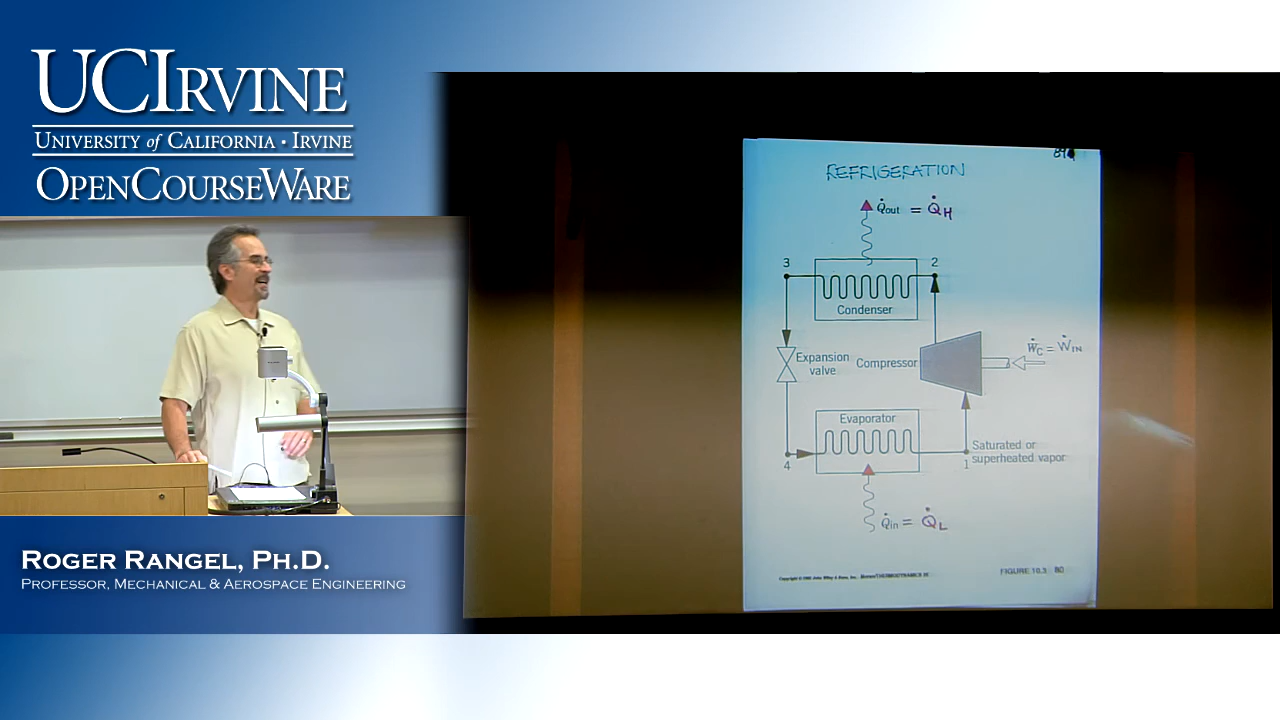 UCIRVINE
UNIVERSITY of CALIFORNIA • IRVINE
OPENCOURSEWARE
ROGER RANGEL, PH.D.
PROFESSOR, MECHANICAL & AEROSPACE ENGINEERING
REFRIGERATION
Q̇out = Q̇H
3
2
Condenser
Expansion
valve
Compressor
ẆC = ẆIN
Evaporator
4
1
Saturated or
superheated vapor
Q̇in = Q̇L
FIGURE 10.3